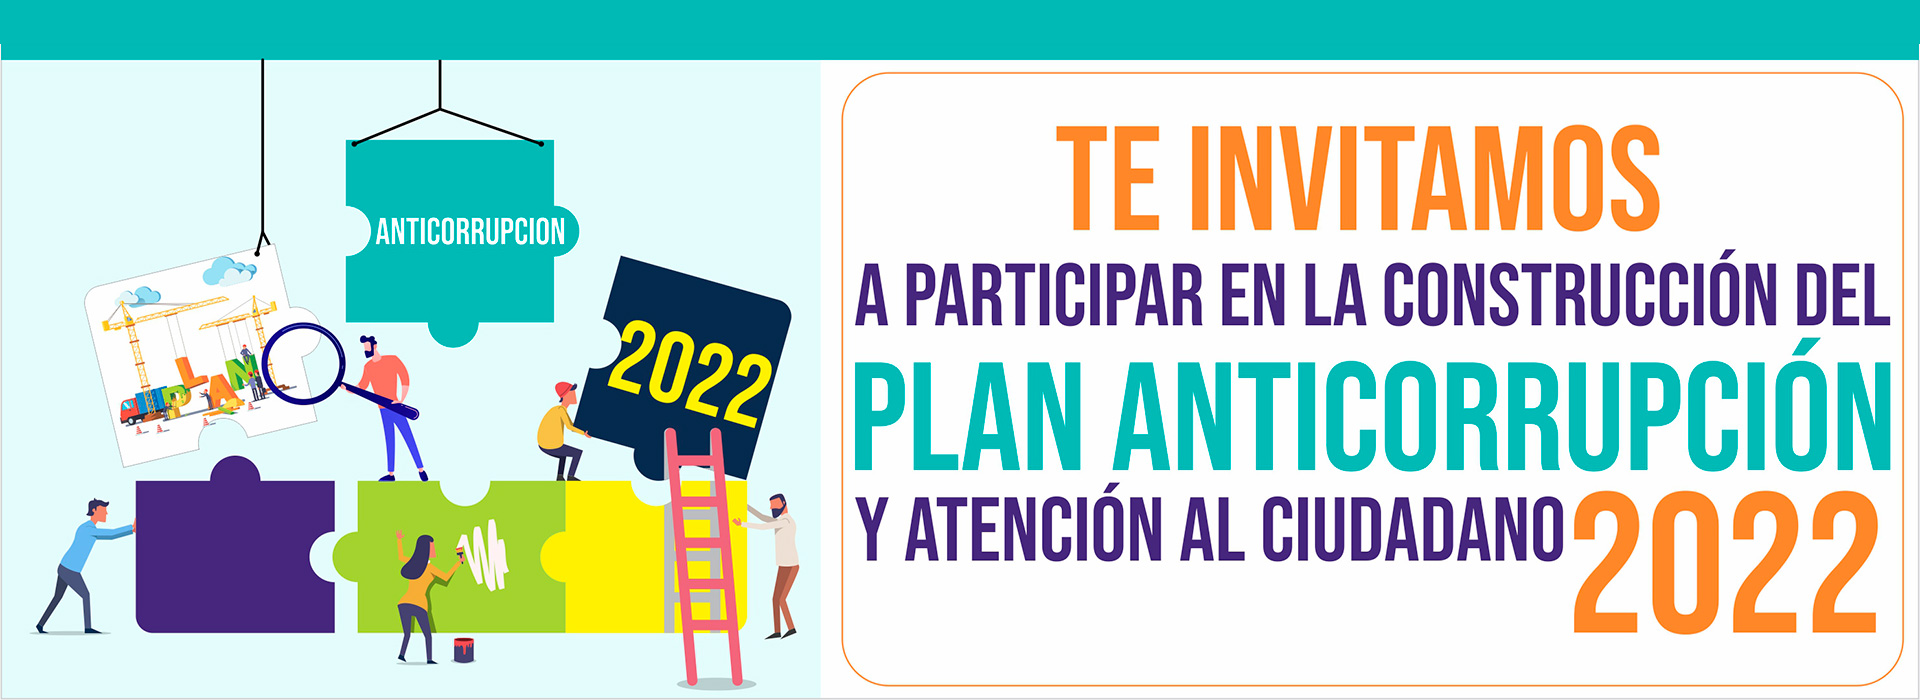 ANTICORRUPCION
PLAN
2022
TE INVITAMOS
A PARTICIPAR EN LA CONSTRUCCIÓN DEL
PLAN ANTICORRUPCIÓN
Y ATENCIÓN AL CIUDADANO 2022